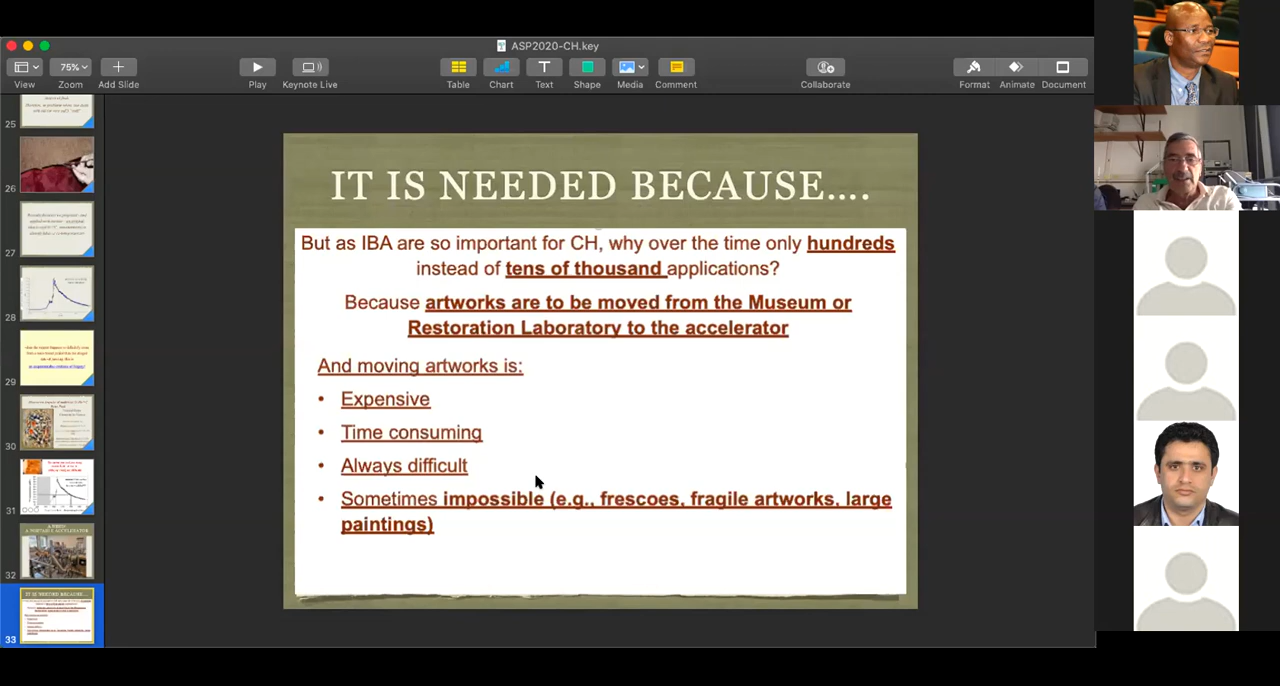 ASP2020-CH.key
75%
View
Zoom
Add Slide
Play
Keynote Live
Table
Chart
Text
Shape
Media
Comment
Collaborate
Format
Animate
Document
25
26
27
28
29
30
31
32
33
IT IS NEEDED BECAUSE....
IT IS NEEDED BECAUSE....
But as IBA are so important for CH, why over the time only hundreds
instead of tens of thousand applications?
Because artworks are to be moved from the Museum or
Restoration Laboratory to the accelerator
And moving artworks is:
• Expensive
• Time consuming
• Always difficult
• Sometimes impossible (e.g., frescoes, fragile artworks, large
paintings)